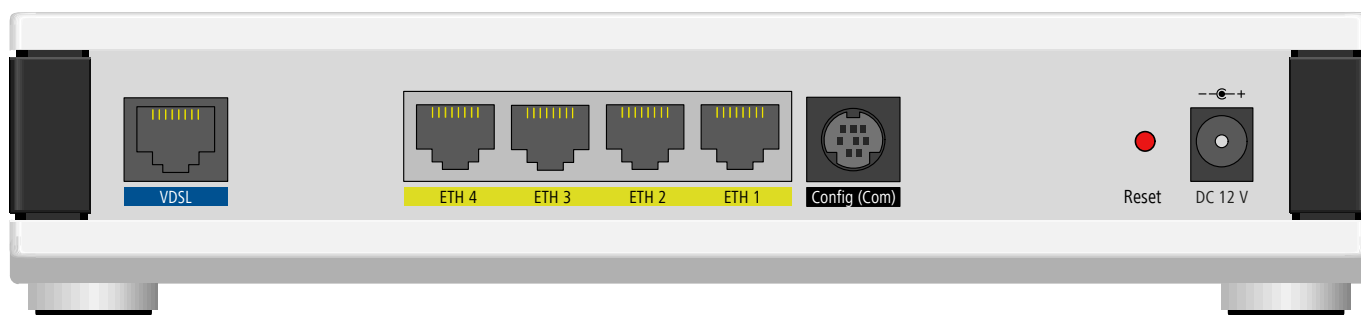 VDSL
ETH 4
ETH 3
ETH 2
ETH 1
Config (Com)
Reset
DC 12 V